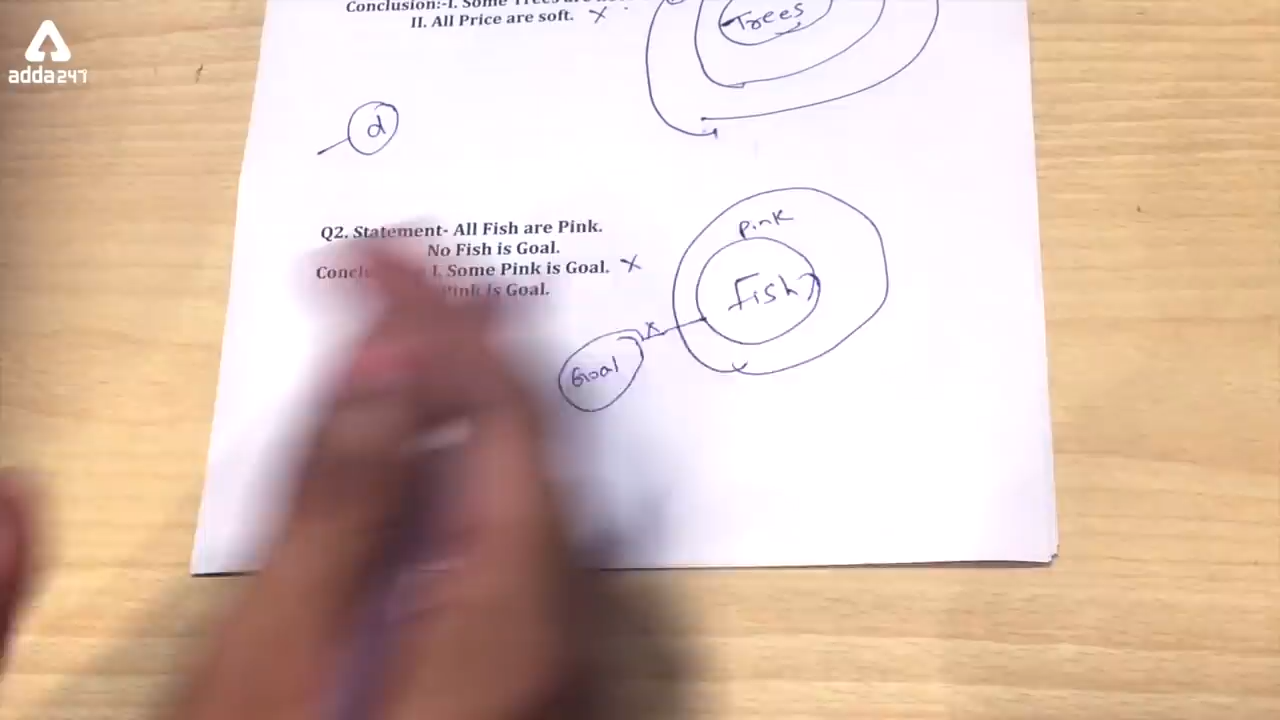 adda247
Conclusion:-I. Some Trees are
II. All Price are soft. X
Trees
d
Q2. Statement- All Fish are Pink.
No Fish is Goal.
I. Some Pink is Goal. X
Pink is Goal.
Pink
Fish
Goal